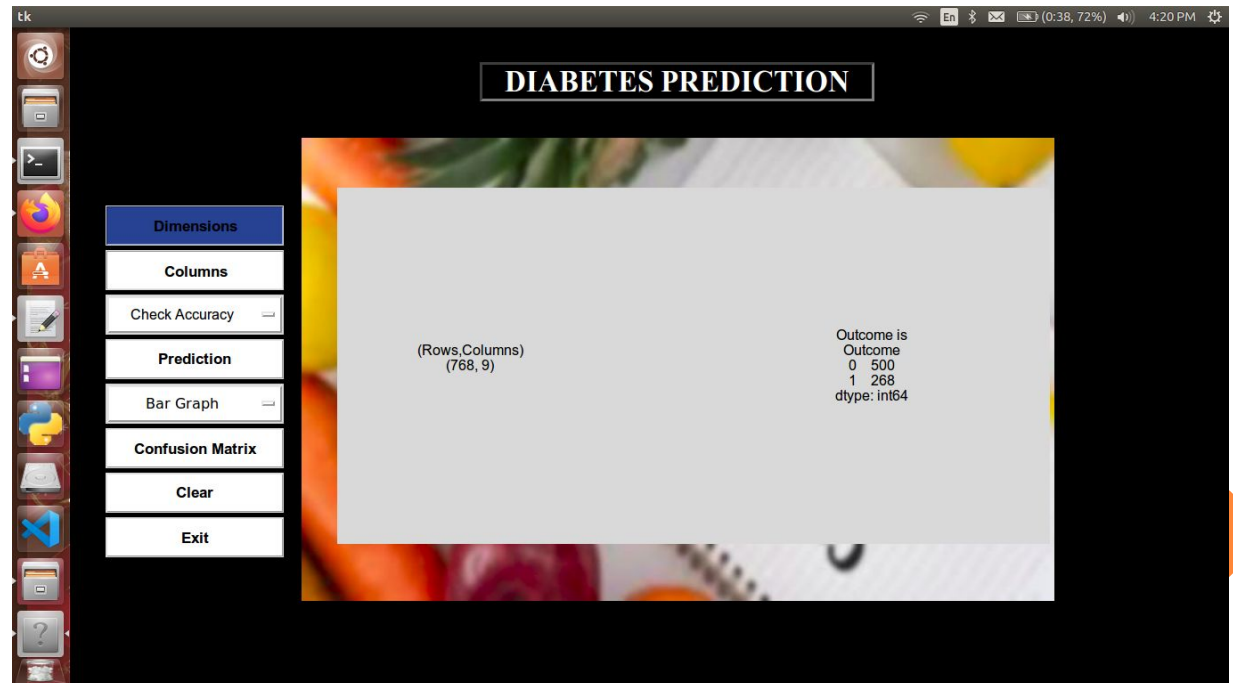 tk
En
(0:38, 72%)
4:20 PM
DIABETES PREDICTION
Dimensions
Columns
Check Accuracy
Prediction
Bar Graph
Confusion Matrix
Clear
Exit
(Rows,Columns)
(768, 9)
Outcome is
Outcome
0 500
1 268
dtype: int64